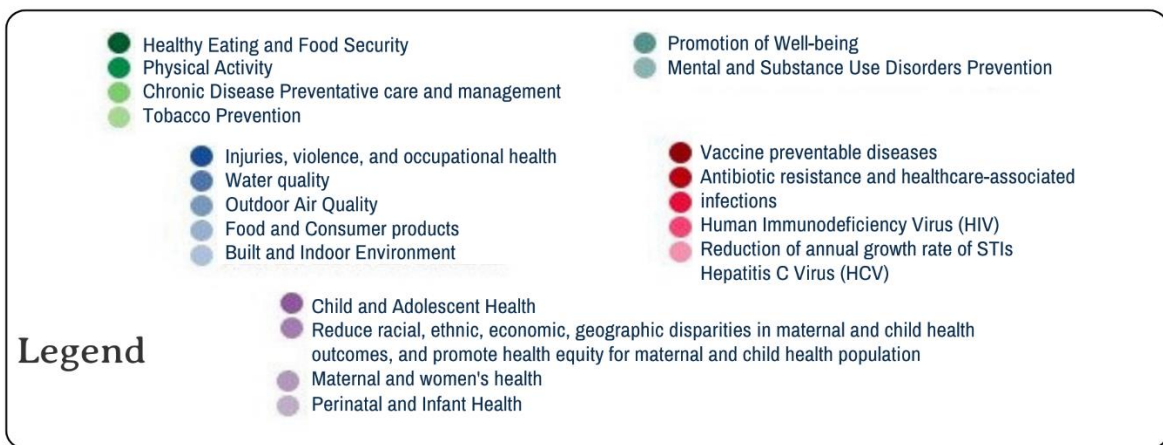 Healthy Eating and Food Security
Physical Activity
Chronic Disease Preventative care and management
Tobacco Prevention
Promotion of Well-being
Mental and Substance Use Disorders Prevention
Injuries, violence, and occupational health
Water quality
Outdoor Air Quality
Food and Consumer products
Built and Indoor Environment
Vaccine preventable diseases
Antibiotic resistance and healthcare-associated
infections
Human Immunodeficiency Virus (HIV)
Reduction of annual growth rate of STIs
Hepatitis C Virus (HCV)
Child and Adolescent Health
Reduce racial, ethnic, economic, geographic disparities in maternal and child health
outcomes, and promote health equity for maternal and child health population
Maternal and women's health
Perinatal and Infant Health
Legend